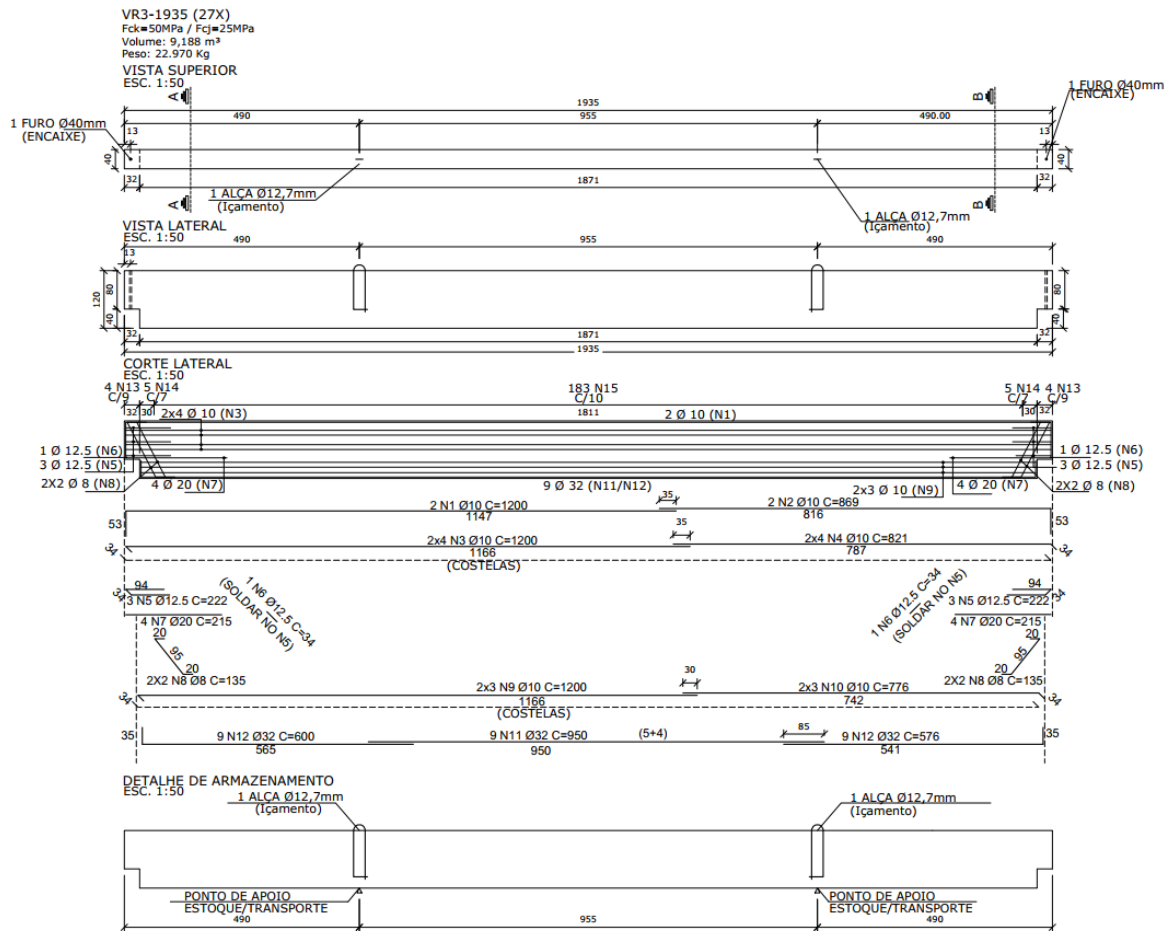 VR3-1935 (27X)
Fck=50MPa / Fcj=25MPa
Volume: 9,188 m³
Peso: 22.970 Kg
VISTA SUPERIOR
ESC. 1:50
A
B
1935
490
955
490.00
1 FURO Ø40mm
(ENCAIXE)
1 FURO Ø40mm
(ENCAIXE)
13
13
40
40
32
1871
32
1 ALÇA Ø12,7mm
(Içamento)
1 ALÇA Ø12,7mm
(Içamento)
A
B
VISTA LATERAL
ESC. 1:50
490
955
490
13
120
80
40
80
40
32
1871
32
1935
CORTE LATERAL
ESC. 1:50
4 N13 5 N14
C/9 C/7
183 N15
C/10
5 N14 4 N13
C/7 C/9
32 30
1811
30 32
2x4 Ø 10 (N3)
2 Ø 10 (N1)
1 Ø 12.5 (N6)
3 Ø 12.5 (N5)
2X2 Ø 8 (N8)
4 Ø 20 (N7)
9 Ø 32 (N11/N12)
2x3 Ø 10 (N9)
4 Ø 20 (N7)
1 Ø 12.5 (N6)
3 Ø 12.5 (N5)
2X2 Ø 8 (N8)
35
53
2 N1 Ø10 C=1200
1147
2 N2 Ø10 C=869
816
53
35
34
2x4 N3 Ø10 C=1200
1166
(COSTELAS)
2x4 N4 Ø10 C=821
787
34
94
34
3 N5 Ø12.5 C=222
1 N6 Ø12.5 C=34
(SOLDAR NO N5)
4 N7 Ø20 C=215
1 N6 Ø12.5 C=34
(SOLDAR NO N5)
94
34
3 N5 Ø12.5 C=222
4 N7 Ø20 C=215
20
95
20
2X2 N8 Ø8 C=135
20
95
20
2X2 N8 Ø8 C=135
30
34
2x3 N9 Ø10 C=1200
1166
(COSTELAS)
2x3 N10 Ø10 C=776
742
34
35
9 N12 Ø32 C=600
565
9 N11 Ø32 C=950
950
(5+4)
85
9 N12 Ø32 C=576
541
35
DETALHE DE ARMAZENAMENTO
ESC. 1:50
1 ALÇA Ø12,7mm
(Içamento)
1 ALÇA Ø12,7mm
(Içamento)
PONTO DE APOIO
ESTOQUE/TRANSPORTE
PONTO DE APOIO
ESTOQUE/TRANSPORTE
490
955
490